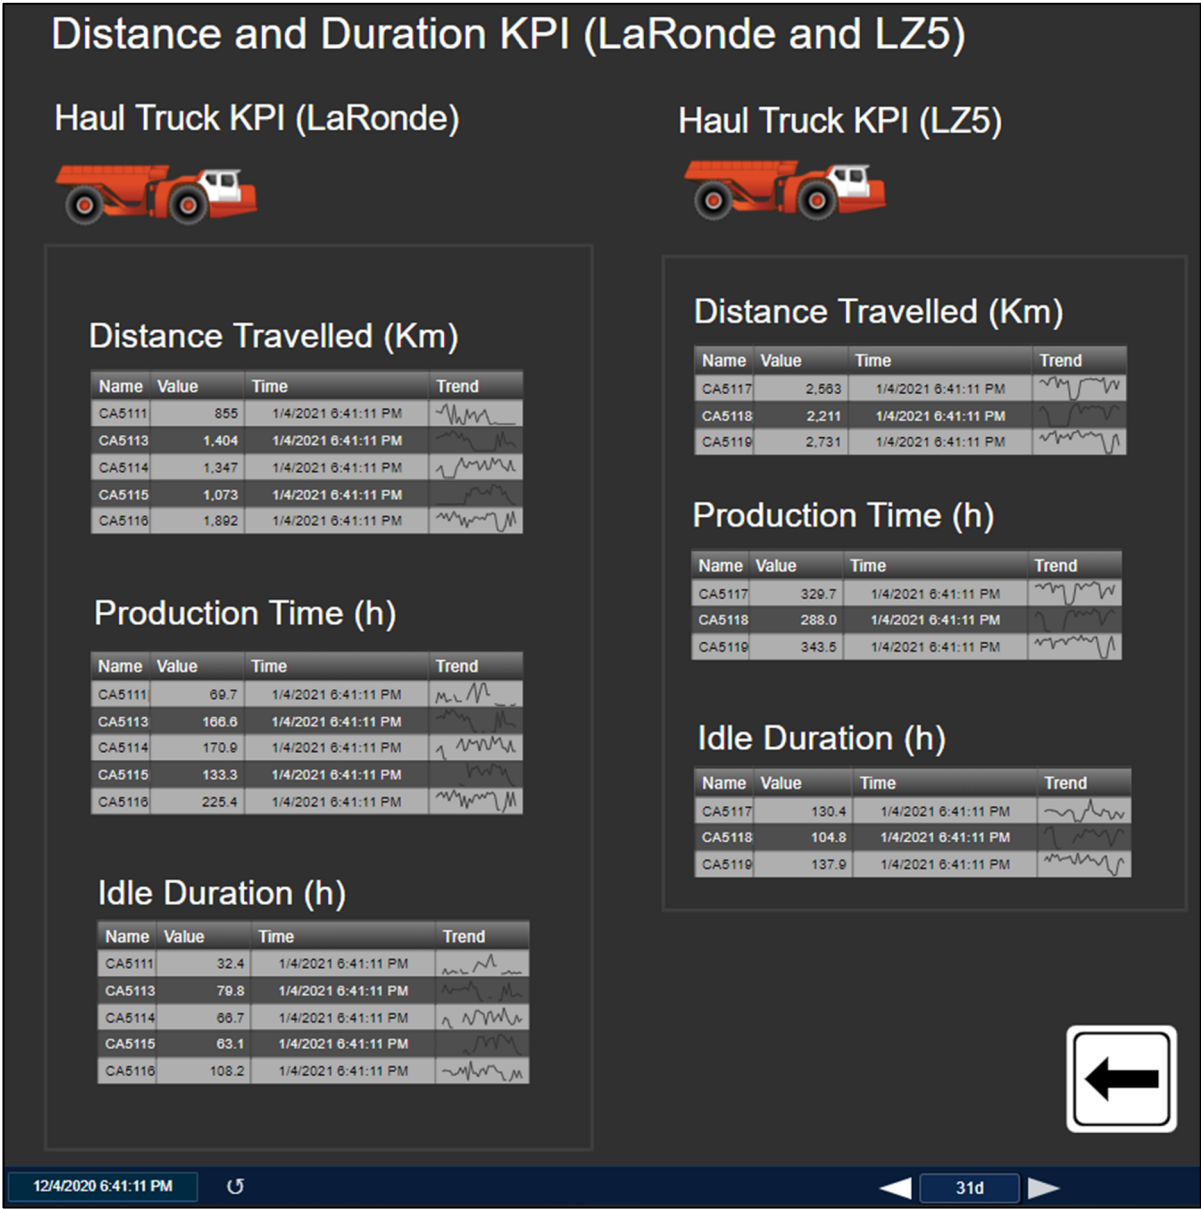 Distance and Duration KPI (LaRonde and LZ5)
Haul Truck KPI (LaRonde)
Distance Travelled (Km)
Name Value Time Trend
CA5111 855 1/4/2021 6:41:11 PM
CA5113 1,404 1/4/2021 6:41:11 PM
CA5114 1,347 1/4/2021 6:41:11 PM
CA5115 1,073 1/4/2021 6:41:11 PM
CA5116 1,892 1/4/2021 6:41:11 PM
Production Time (h)
Name Value Time Trend
CA5111 69.7 1/4/2021 6:41:11 PM
CA5113 166.6 1/4/2021 6:41:11 PM
CA5114 170.9 1/4/2021 6:41:11 PM
CA5115 133.3 1/4/2021 6:41:11 PM
CA5116 225.4 1/4/2021 6:41:11 PM
Idle Duration (h)
Name Value Time Trend
CA5111 32.4 1/4/2021 6:41:11 PM
CA5113 79.8 1/4/2021 6:41:11 PM
CA5114 66.7 1/4/2021 6:41:11 PM
CA5115 63.1 1/4/2021 6:41:11 PM
CA5116 108.2 1/4/2021 6:41:11 PM
Haul Truck KPI (LZ5)
Distance Travelled (Km)
Name Value Time Trend
CA5117 2,563 1/4/2021 6:41:11 PM
CA5118 2,211 1/4/2021 6:41:11 PM
CA5119 2,731 1/4/2021 6:41:11 PM
Production Time (h)
Name Value Time Trend
CA5117 329.7 1/4/2021 6:41:11 PM
CA5118 288.0 1/4/2021 6:41:11 PM
CA5119 343.5 1/4/2021 6:41:11 PM
Idle Duration (h)
Name Value Time Trend
CA5117 130.4 1/4/2021 6:41:11 PM
CA5118 104.8 1/4/2021 6:41:11 PM
CA5119 137.9 1/4/2021 6:41:11 PM
12/4/2020 6:41:11 PM
31d